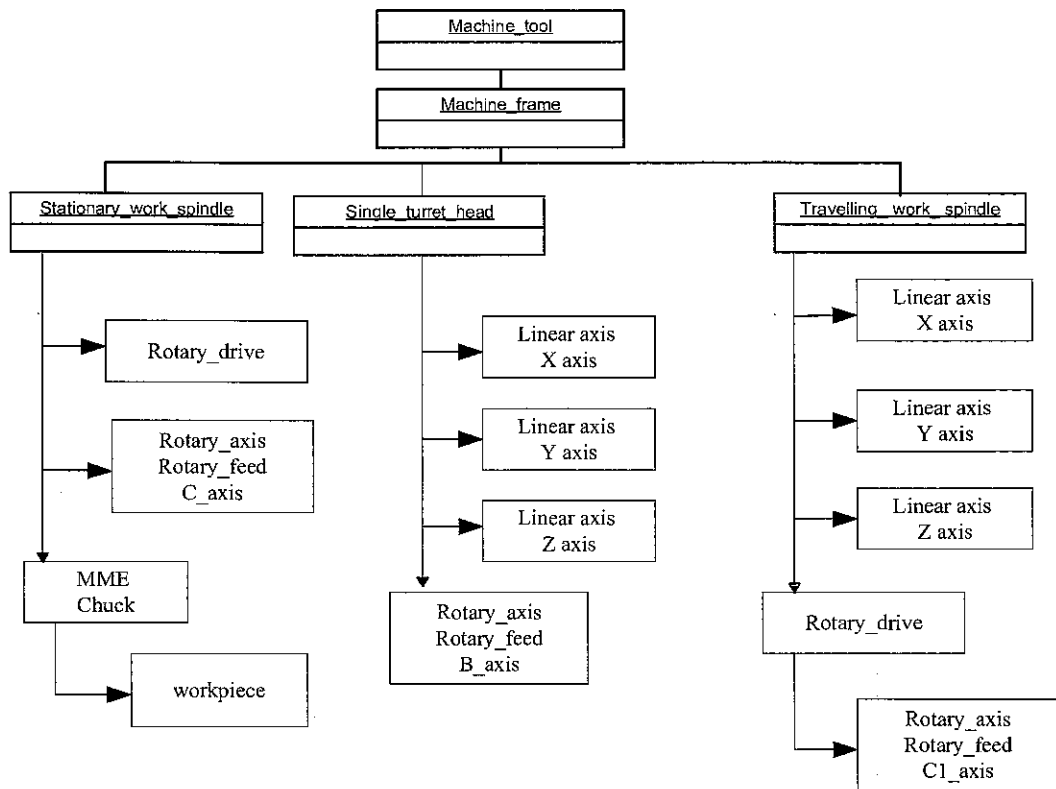 Machine_tool
Machine_frame
Stationary_work_spindle
Single_turret_head
Travelling_work_spindle
Rotary_drive
Rotary_axis
Rotary_feed
C_axis
MME
Chuck
workpiece
Linear axis
X axis
Linear axis
Y axis
Linear axis
Z axis
Rotary_axis
Rotary_feed
B_axis
Linear axis
X axis
Linear axis
Y axis
Linear axis
Z axis
Rotary_drive
Rotary_axis
Rotary_feed
C1_axis